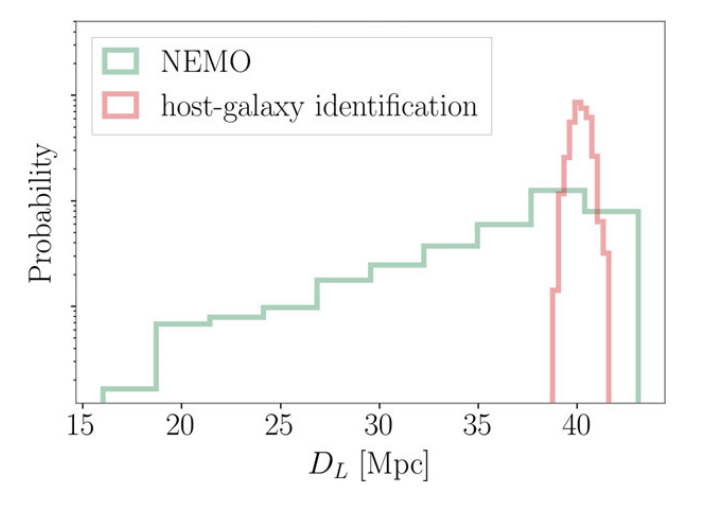 NEMO
host-galaxy identification
Probability
15 20 25 30 35 40
D_L [Mpc]